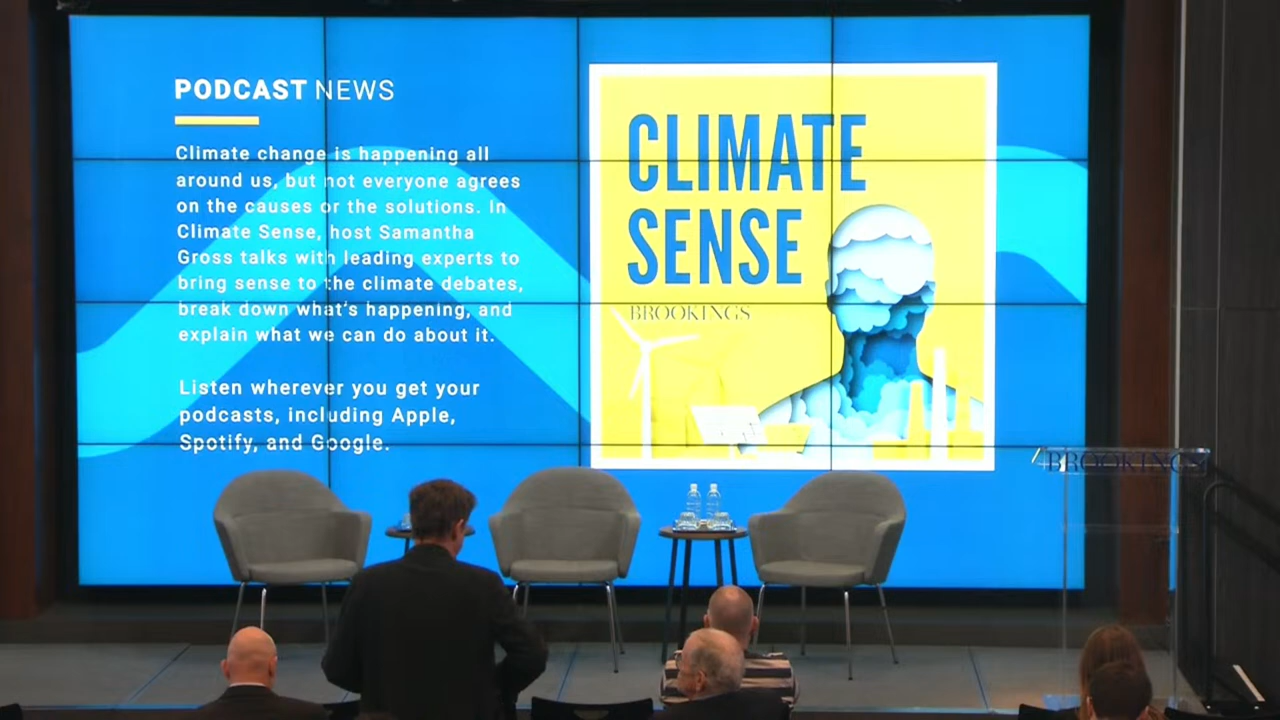 PODCAST NEWS
Climate change is happening all
around us, but not everyone agrees
on the causes or the solutions. In
Climate Sense, host Samantha
Gross talks with leading experts to
bring sense to the climate debates,
break down what's happening, and
explain what we can do about it.
Listen wherever you get your
podcasts, including Apple,
Spotify, and Google.
CLIMATE
SENSE
BROOKINGS
BROOKINGS